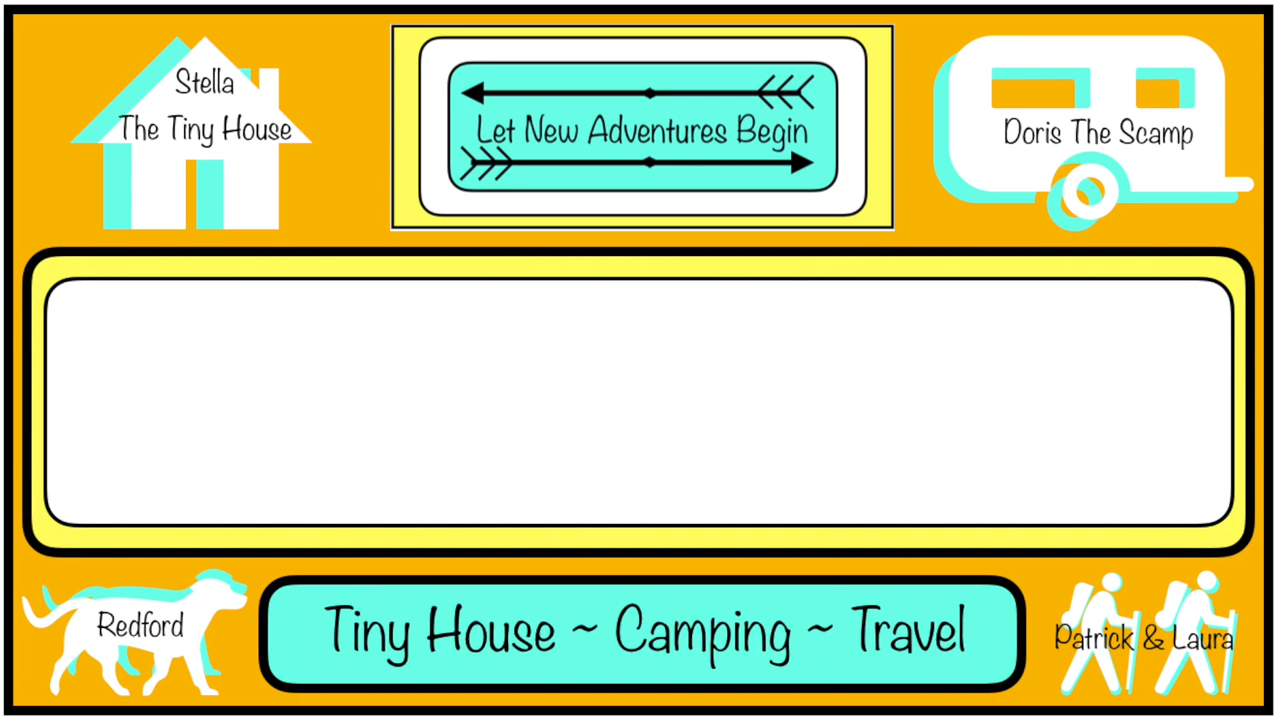 Stella
The Tiny House
Let New Adventures Begin
Doris The Scamp
Redford
Tiny House ~ Camping ~ Travel
Patrick & Laura